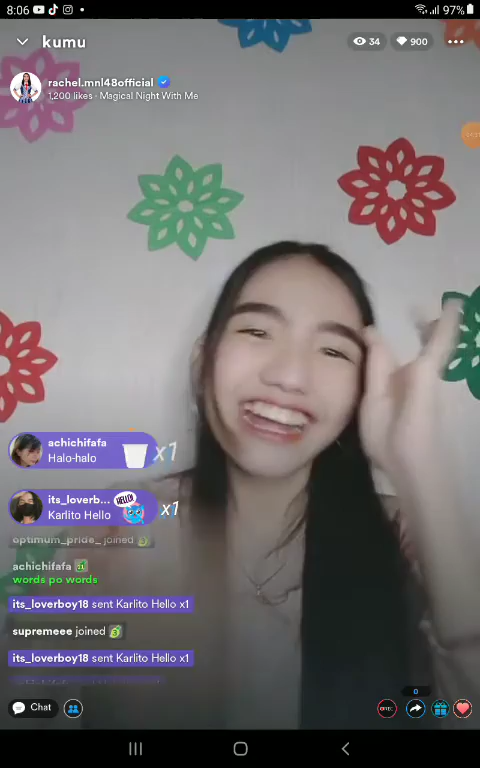 8:06
97%
kumu
34
900
rachel.mnl48official
1,200 likes · Magical Night With Me
achichifafa
Halo-halo
x1
HELLO!
its_loverb...
Karlito Hello
x1
optimum_pride_ joined
achichifafa
words po words
its_loverboy18 sent Karlito Hello x1
supremeee joined
its_loverboy18 sent Karlito Hello x1
0
Chat